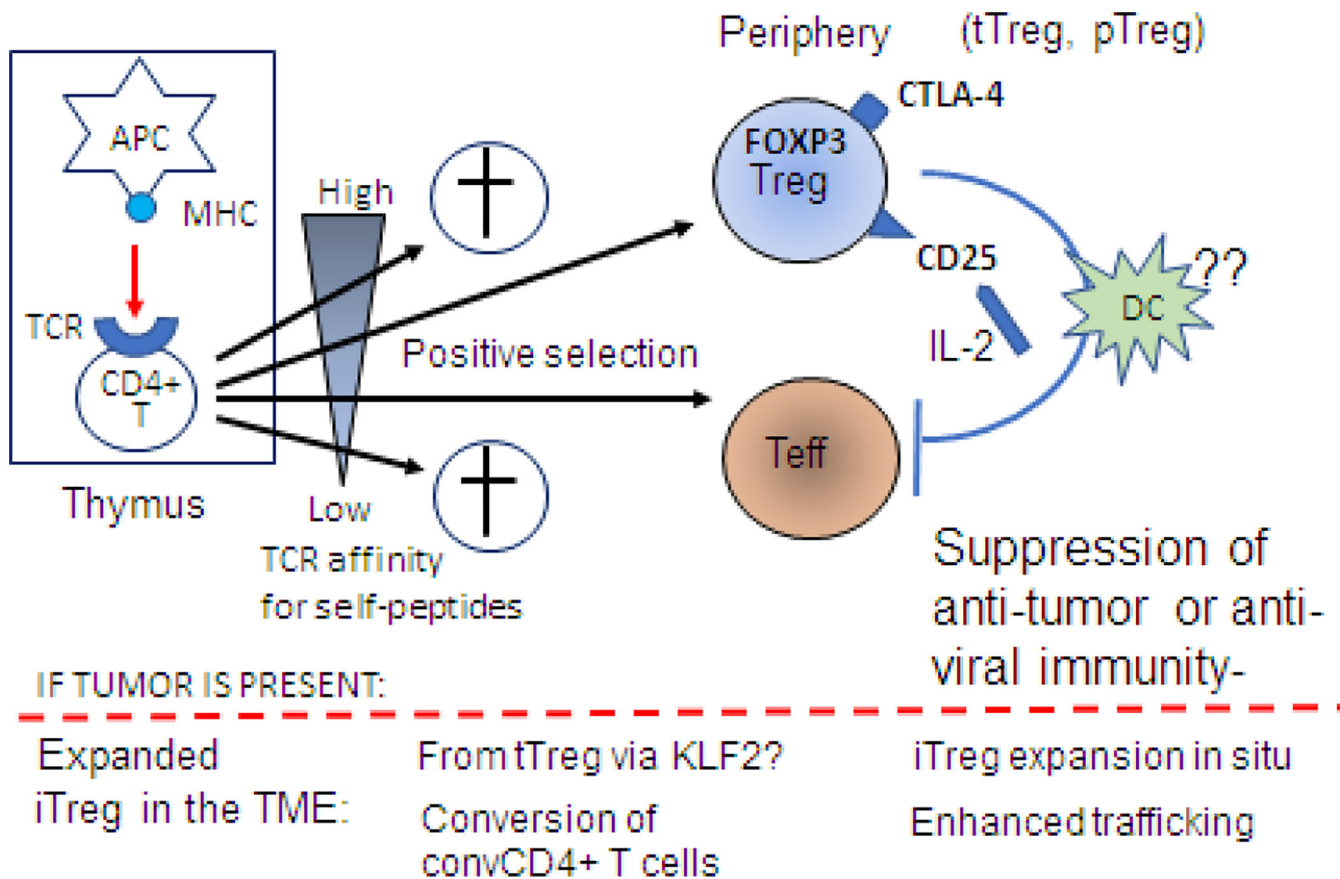 Periphery (tTreg, pTreg)
APC
MHC
TCR
CD4+
T
Thymus
High
Low
TCR affinity
for self-peptides
Positive selection
CTLA-4
FOXP3
Treg
CD25
IL-2
DC
??
Teff
Suppression of
anti-tumor or anti-
viral immunity-
IF TUMOR IS PRESENT:
Expanded
iTreg in the TME:
From tTreg via KLF2?
Conversion of
convCD4+ T cells
iTreg expansion in situ
Enhanced trafficking